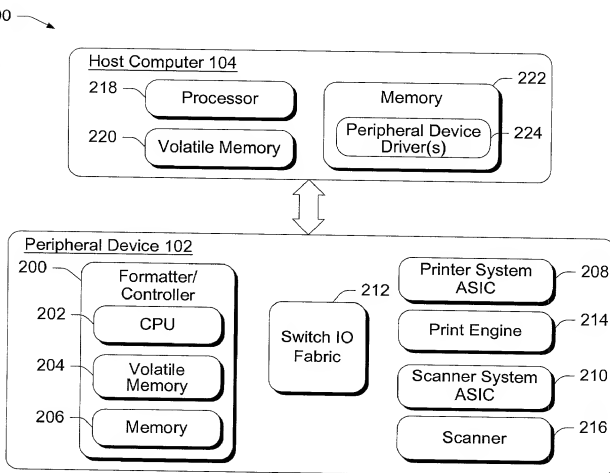 00
Host Computer 104
218
Processor
220
Volatile Memory
Memory
222
Peripheral Device
Driver(s)
224
Peripheral Device 102
200
Formatter/
Controller
202
CPU
204
Volatile
Memory
206
Memory
212
Switch IO
Fabric
Printer System
ASIC
208
Print Engine
214
Scanner System
ASIC
210
Scanner
216